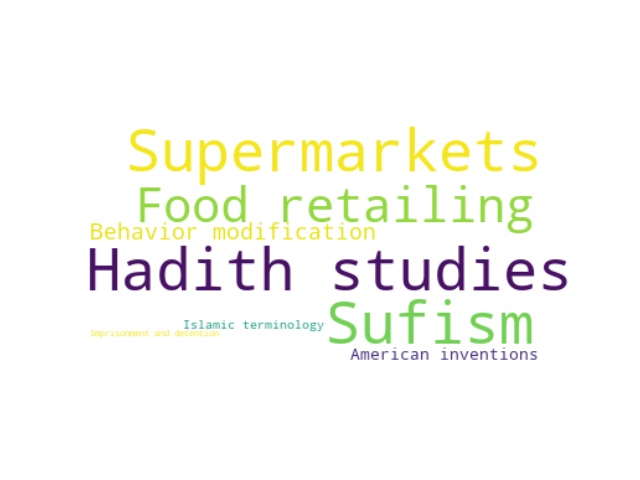 Supermarkets
Food retailing
Behavior modification
Hadith studies
Islamic terminology
Sufism
Imprisonment and detention
American inventions